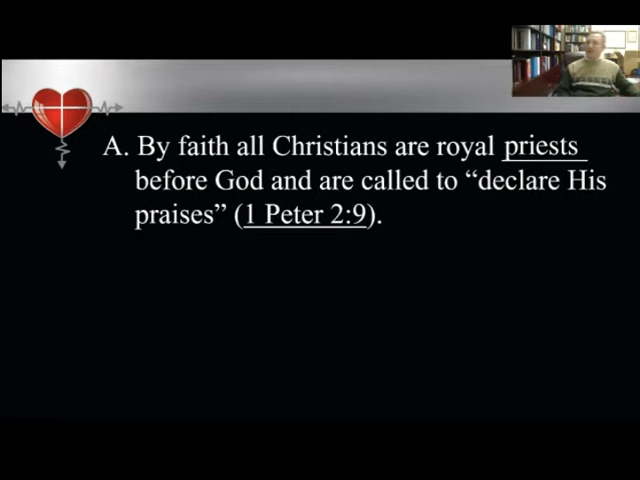 A. By faith all Christians are royal priests
before God and are called to “declare His
praises” (1 Peter 2:9).